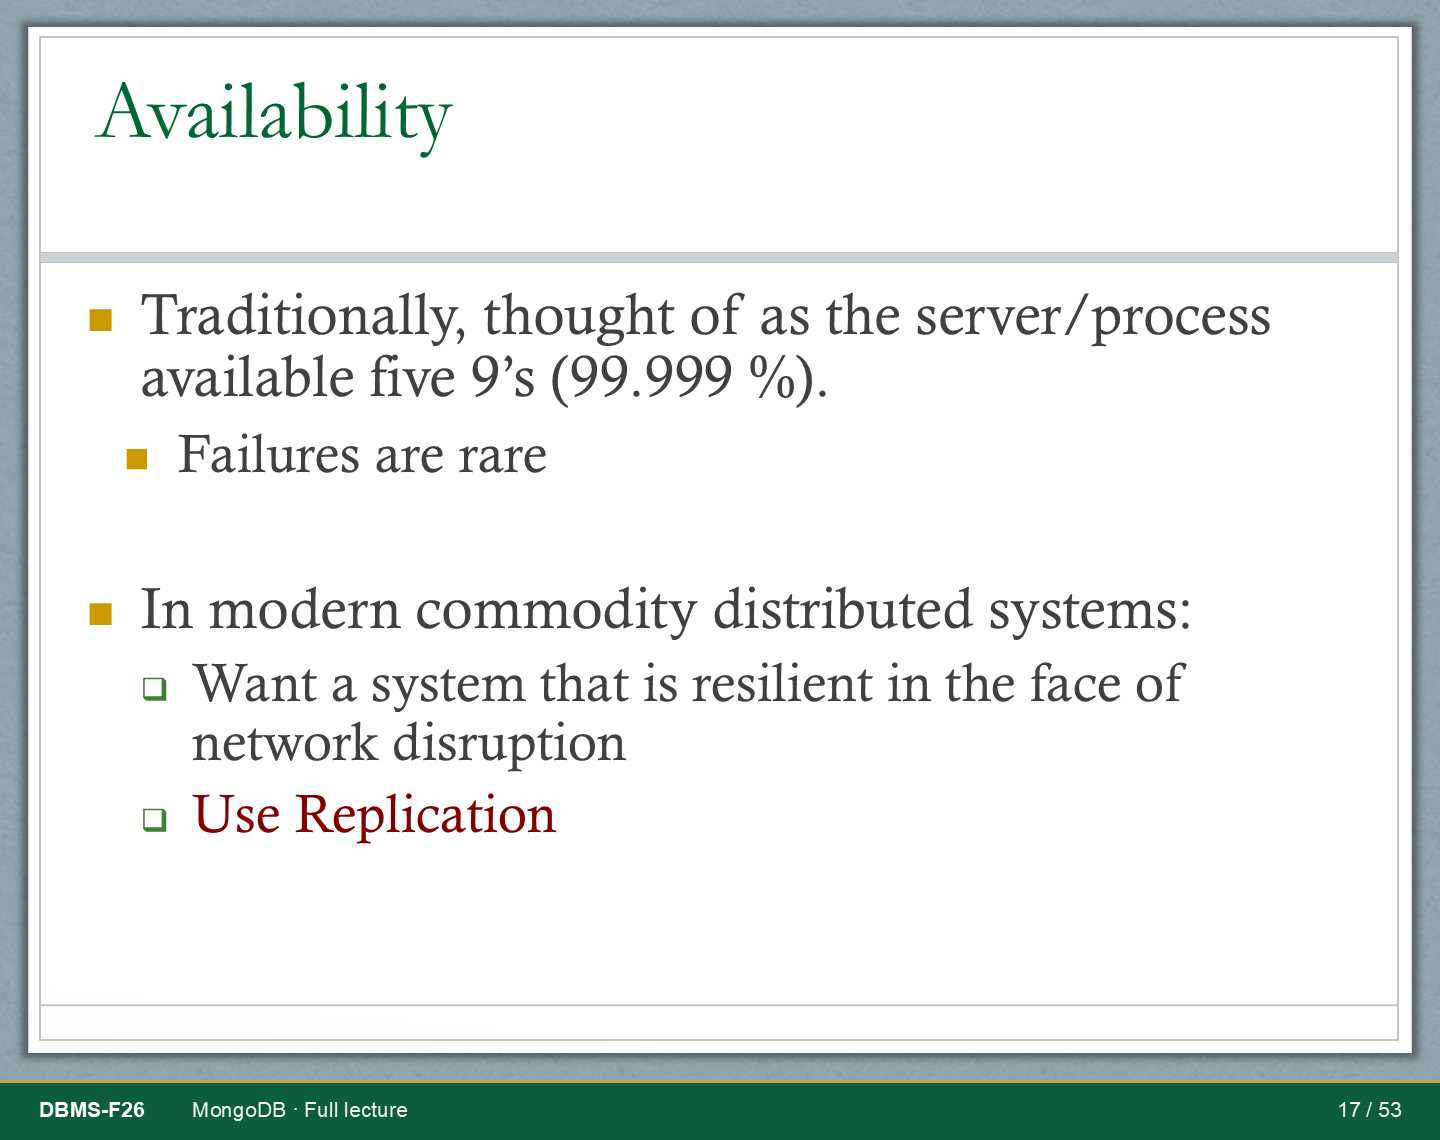 Availability
Traditionally, thought of as the server/process
available five 9’s (99.999 %).
Failures are rare
In modern commodity distributed systems:
Want a system that is resilient in the face of
network disruption
Use Replication
DBMS-F26 MongoDB · Full lecture 17 / 53